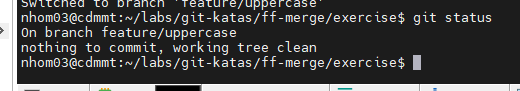 Switched to branch 'feature/uppercase'
nhom03@cdmmt:~/labs/git-katas/ff-merge/exercise$ git status
On branch feature/uppercase
nothing to commit, working tree clean
nhom03@cdmmt:~/labs/git-katas/ff-merge/exercise$